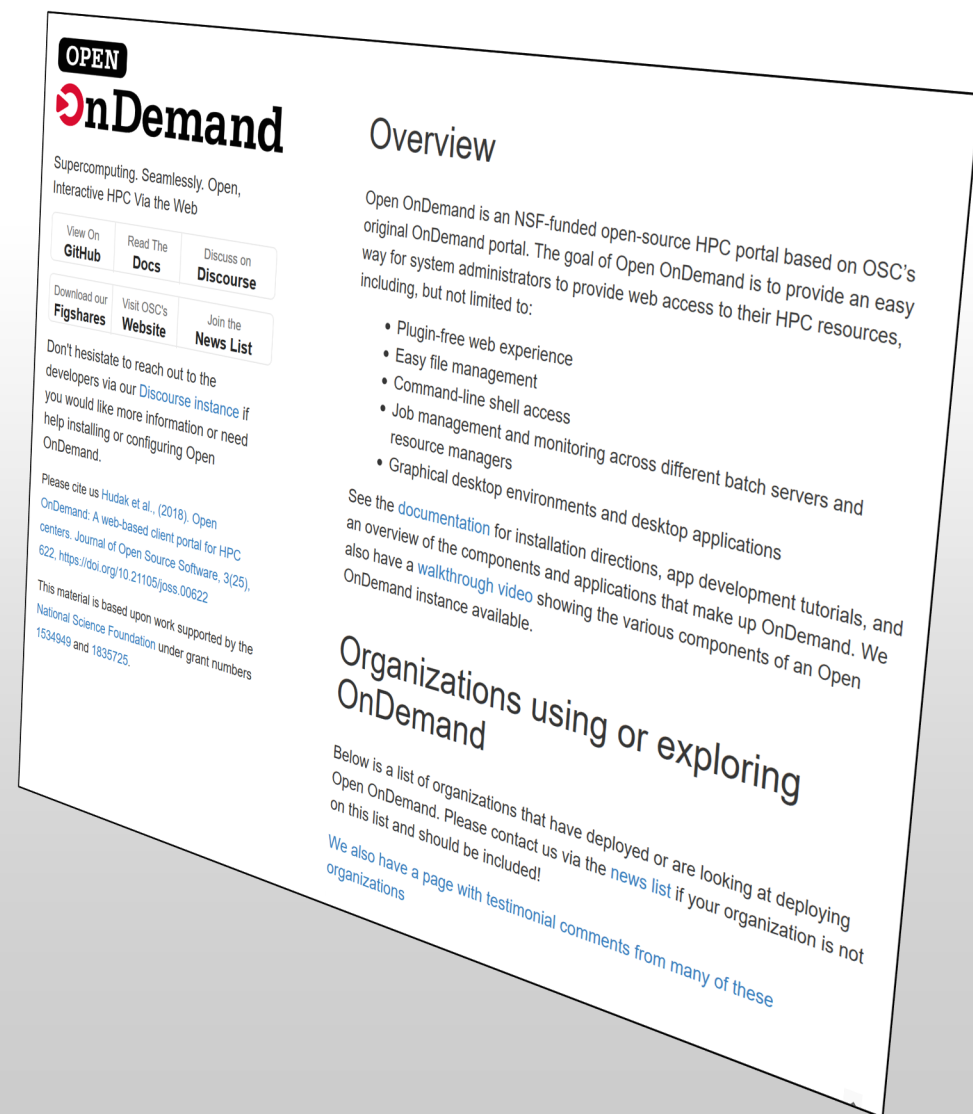 OPEN
OnDemand
Supercomputing. Seamlessly. Open,
Interactive HPC Via the Web
View On
GitHub
Read The
Docs
Discuss on
Discourse
Download our
Figshares
Visit OSC's
Website
Join the
News List
Don't hesistate to reach out to the
developers via our Discourse instance if
you would like more information or need
help installing or configuring Open
OnDemand.
Please cite us Hudak et al., (2018). Open
OnDemand: A web-based client portal for HPC
centers. Journal of Open Source Software, 3(25),
622, https://doi.org/10.21105/joss.00622
This material is based upon work supported by the
National Science Foundation under grant numbers
1534949 and 1835725.
Overview
Open OnDemand is an NSF-funded open-source HPC portal based on OSC's
original OnDemand portal. The goal of Open OnDemand is to provide an easy
way for system administrators to provide web access to their HPC resources,
including, but not limited to:
• Plugin-free web experience
• Easy file management
• Command-line shell access
• Job management and monitoring across different batch servers and
resource managers
• Graphical desktop environments and desktop applications
See the documentation for installation directions, app development tutorials, and
an overview of the components and applications that make up OnDemand. We
also have a walkthrough video showing the various components of an Open
OnDemand instance available.
Organizations using or exploring
OnDemand
Below is a list of organizations that have deployed or are looking at deploying
Open OnDemand. Please contact us via the news list if your organization is not
on this list and should be included!
We also have a page with testimonial comments from many of these
organizations